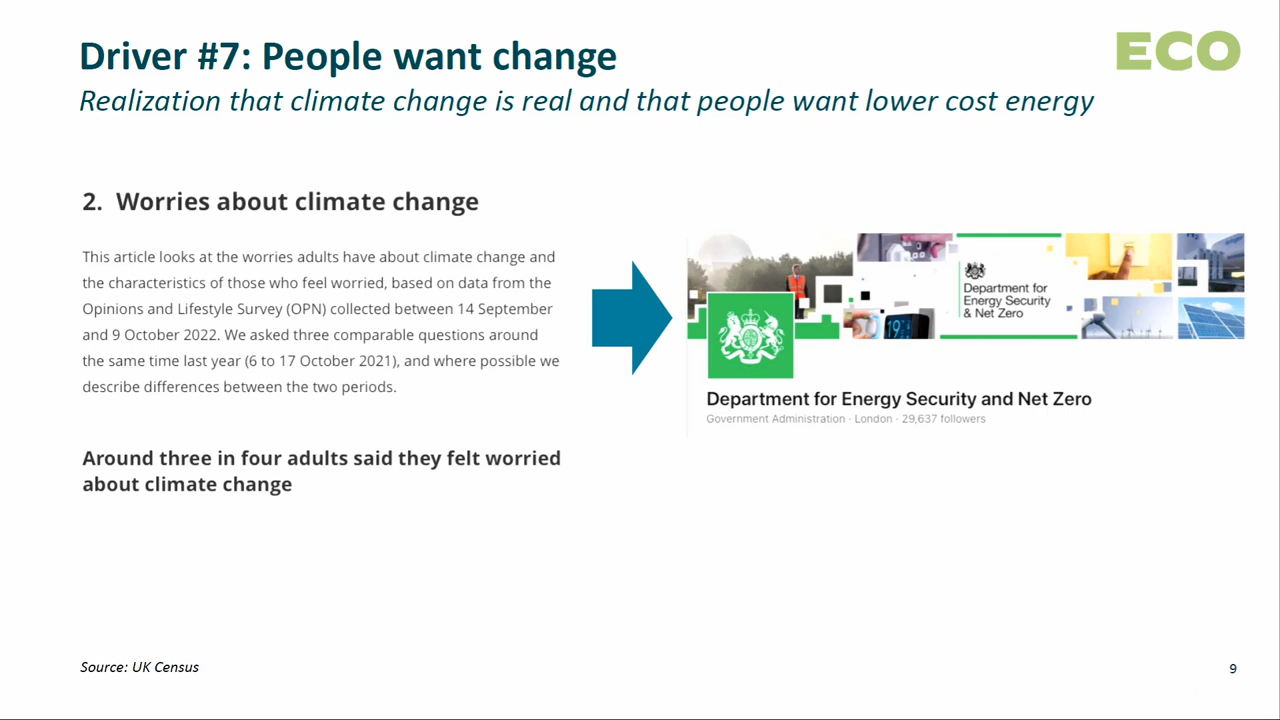 Driver #7: People want change
ECO
Realization that climate change is real and that people want lower cost energy
2. Worries about climate change
This article looks at the worries adults have about climate change and
the characteristics of those who feel worried, based on data from the
Opinions and Lifestyle Survey (OPN) collected between 14 September
and 9 October 2022. We asked three comparable questions around
the same time last year (6 to 17 October 2021), and where possible we
describe differences between the two periods.
Around three in four adults said they felt worried
about climate change
Department for
Energy Security
& Net Zero
19
Department for Energy Security and Net Zero
Government Administration · London · 29,637 followers
Source: UK Census
9